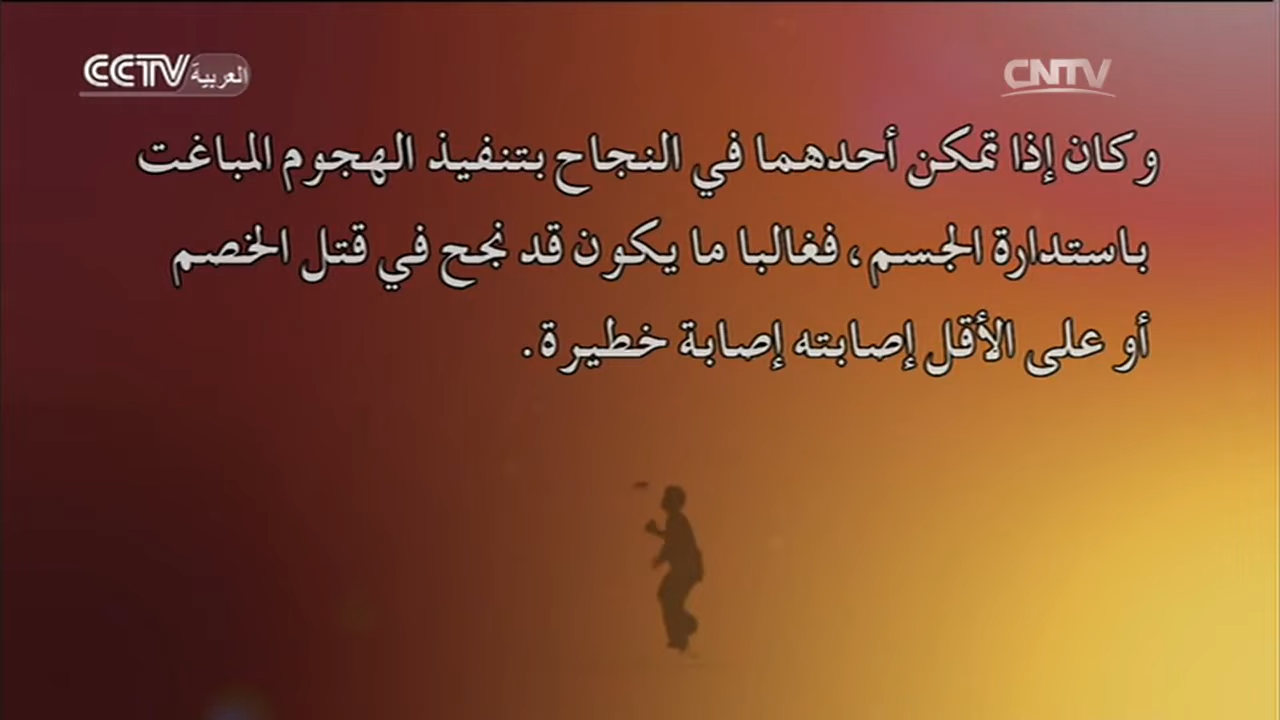 CCTV العربية
CNTV
وكان إذا تمكن أحدهما في النجاح بتنفيذ الهجوم المباغت
باستدارة الجسم، فغالبا ما يكون قد نجح في قتل الخصم
أو على الأقل إصابته إصابة خطيرة.